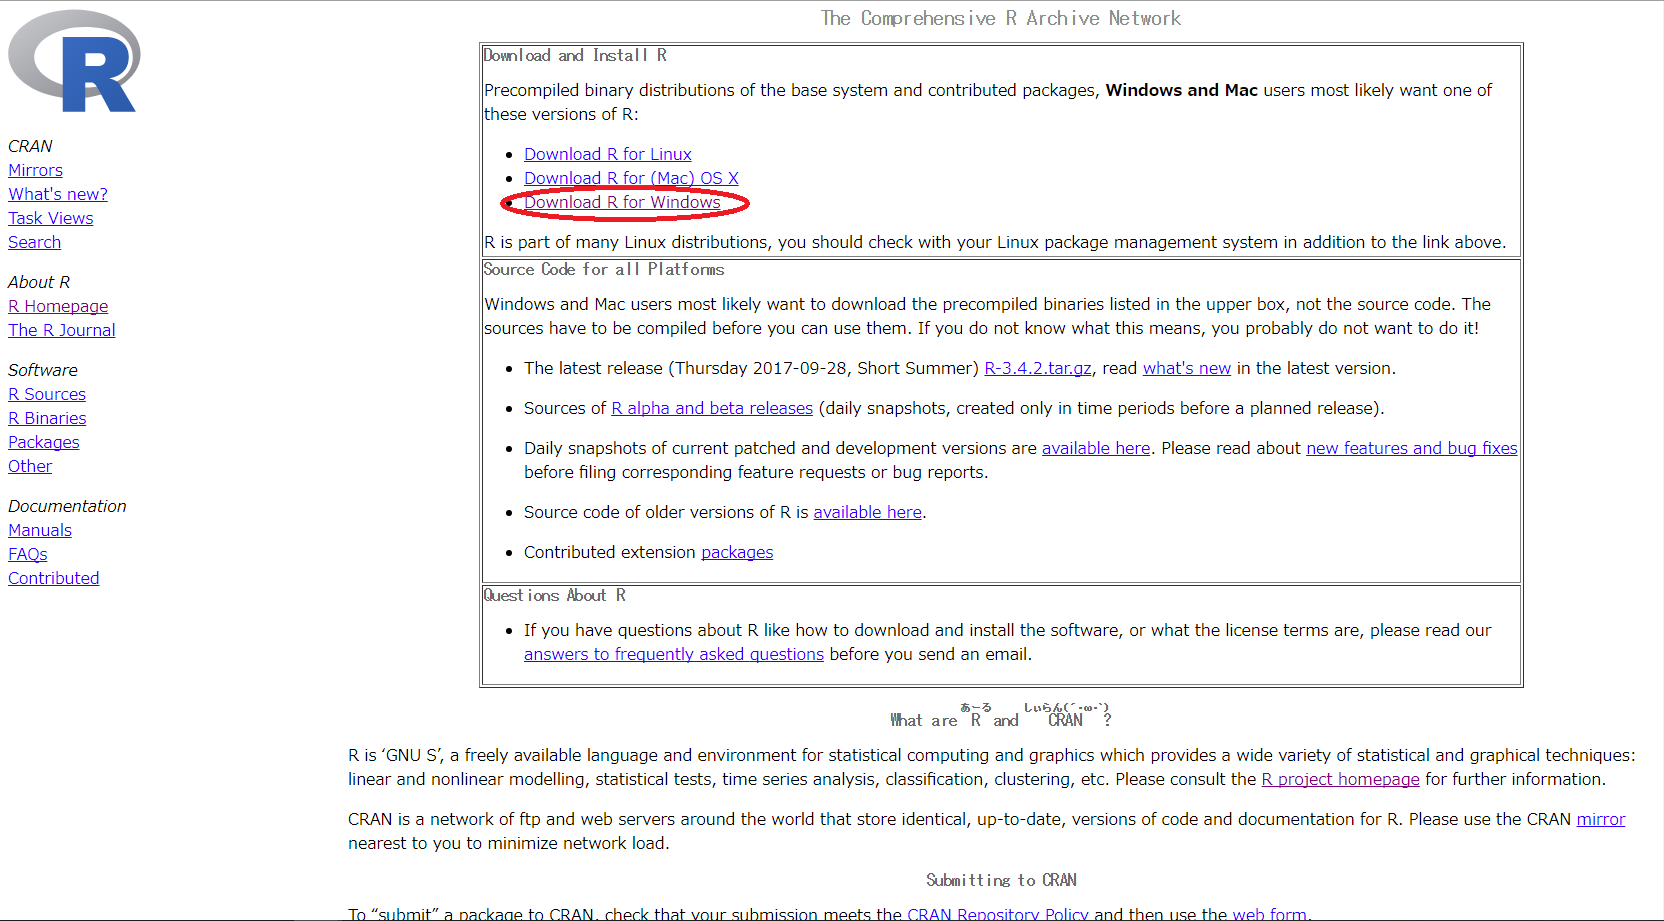 R
CRAN
Mirrors
What's new?
Task Views
Search
About R
R Homepage
The R Journal
Software
R Sources
R Binaries
Packages
Other
Documentation
Manuals
FAQs
Contributed
The Comprehensive R Archive Network
Download and Install R
Precompiled binary distributions of the base system and contributed packages, Windows and Mac users most likely want one of
these versions of R:
Download R for Linux
Download R for (Mac) OS X
Download R for Windows
R is part of many Linux distributions, you should check with your Linux package management system in addition to the link above.
Source Code for all Platforms
Windows and Mac users most likely want to download the precompiled binaries listed in the upper box, not the source code. The
sources have to be compiled before you can use them. If you do not know what this means, you probably do not want to do it!
The latest release (Thursday 2017-09-28, Short Summer) R-3.4.2.tar.gz, read what's new in the latest version.
Sources of R alpha and beta releases (daily snapshots, created only in time periods before a planned release).
Daily snapshots of current patched and development versions are available here. Please read about new features and bug fixes
before filing corresponding feature requests or bug reports.
Source code of older versions of R is available here.
Contributed extension packages
Questions About R
If you have questions about R like how to download and install the software, or what the license terms are, please read our
answers to frequently asked questions before you send an email.
あーる しぃらん(´･ω･`)
What are R and CRAN ?
R is ‘GNU S’, a freely available language and environment for statistical computing and graphics which provides a wide variety of statistical and graphical techniques:
linear and nonlinear modelling, statistical tests, time series analysis, classification, clustering, etc. Please consult the R project homepage for further information.
CRAN is a network of ftp and web servers around the world that store identical, up-to-date, versions of code and documentation for R. Please use the CRAN mirror
nearest to you to minimize network load.
Submitting to CRAN
To “submit” a package to CRAN, check that your submission meets the CRAN Repository Policy and then use the web form.